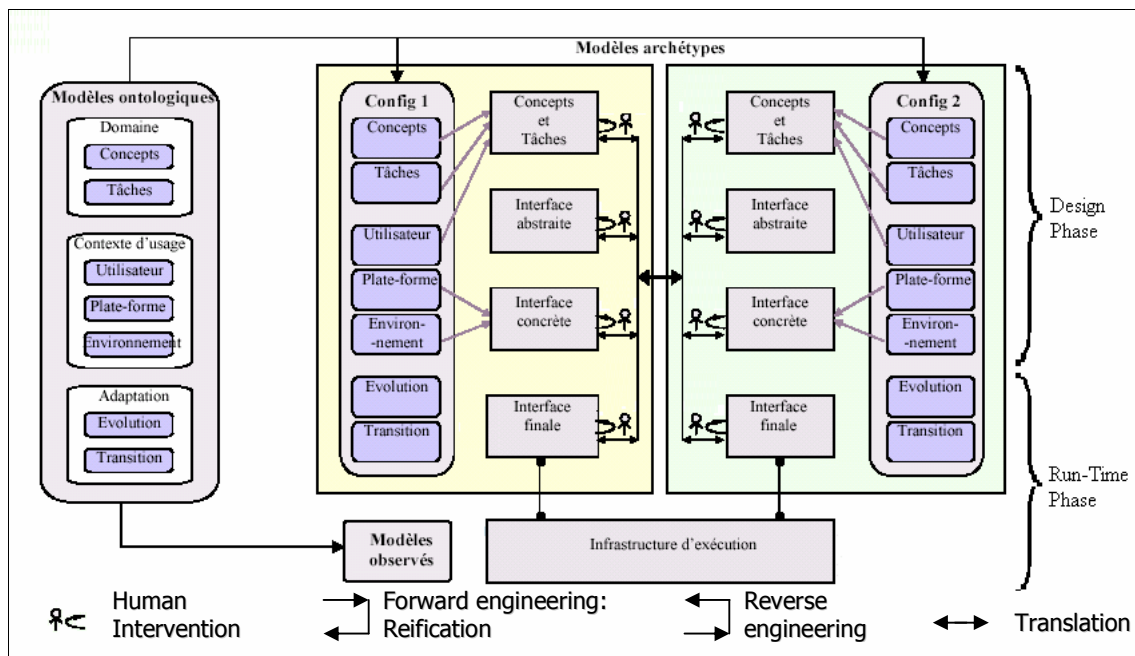 Modèles archétypes
Modèles ontologiques
Domaine
Concepts
Tâches
Contexte d'usage
Utilisateur
Plate-forme
Environnement
Adaptation
Evolution
Transition
Config 1
Concepts
Tâches
Utilisateur
Plate-forme
Environ-
-nement
Evolution
Transition
Concepts
et
Tâches
Interface
abstraite
Interface
concrète
Interface
finale
Concepts
et
Tâches
Interface
abstraite
Interface
concrète
Interface
finale
Config 2
Concepts
Tâches
Utilisateur
Plate-forme
Environ-
-nement
Evolution
Transition
Design
Phase
Run-Time
Phase
Modèles
observés
Infrastructure d'exécution
Human
Intervention
Forward engineering:
Reification
Reverse
engineering
Translation